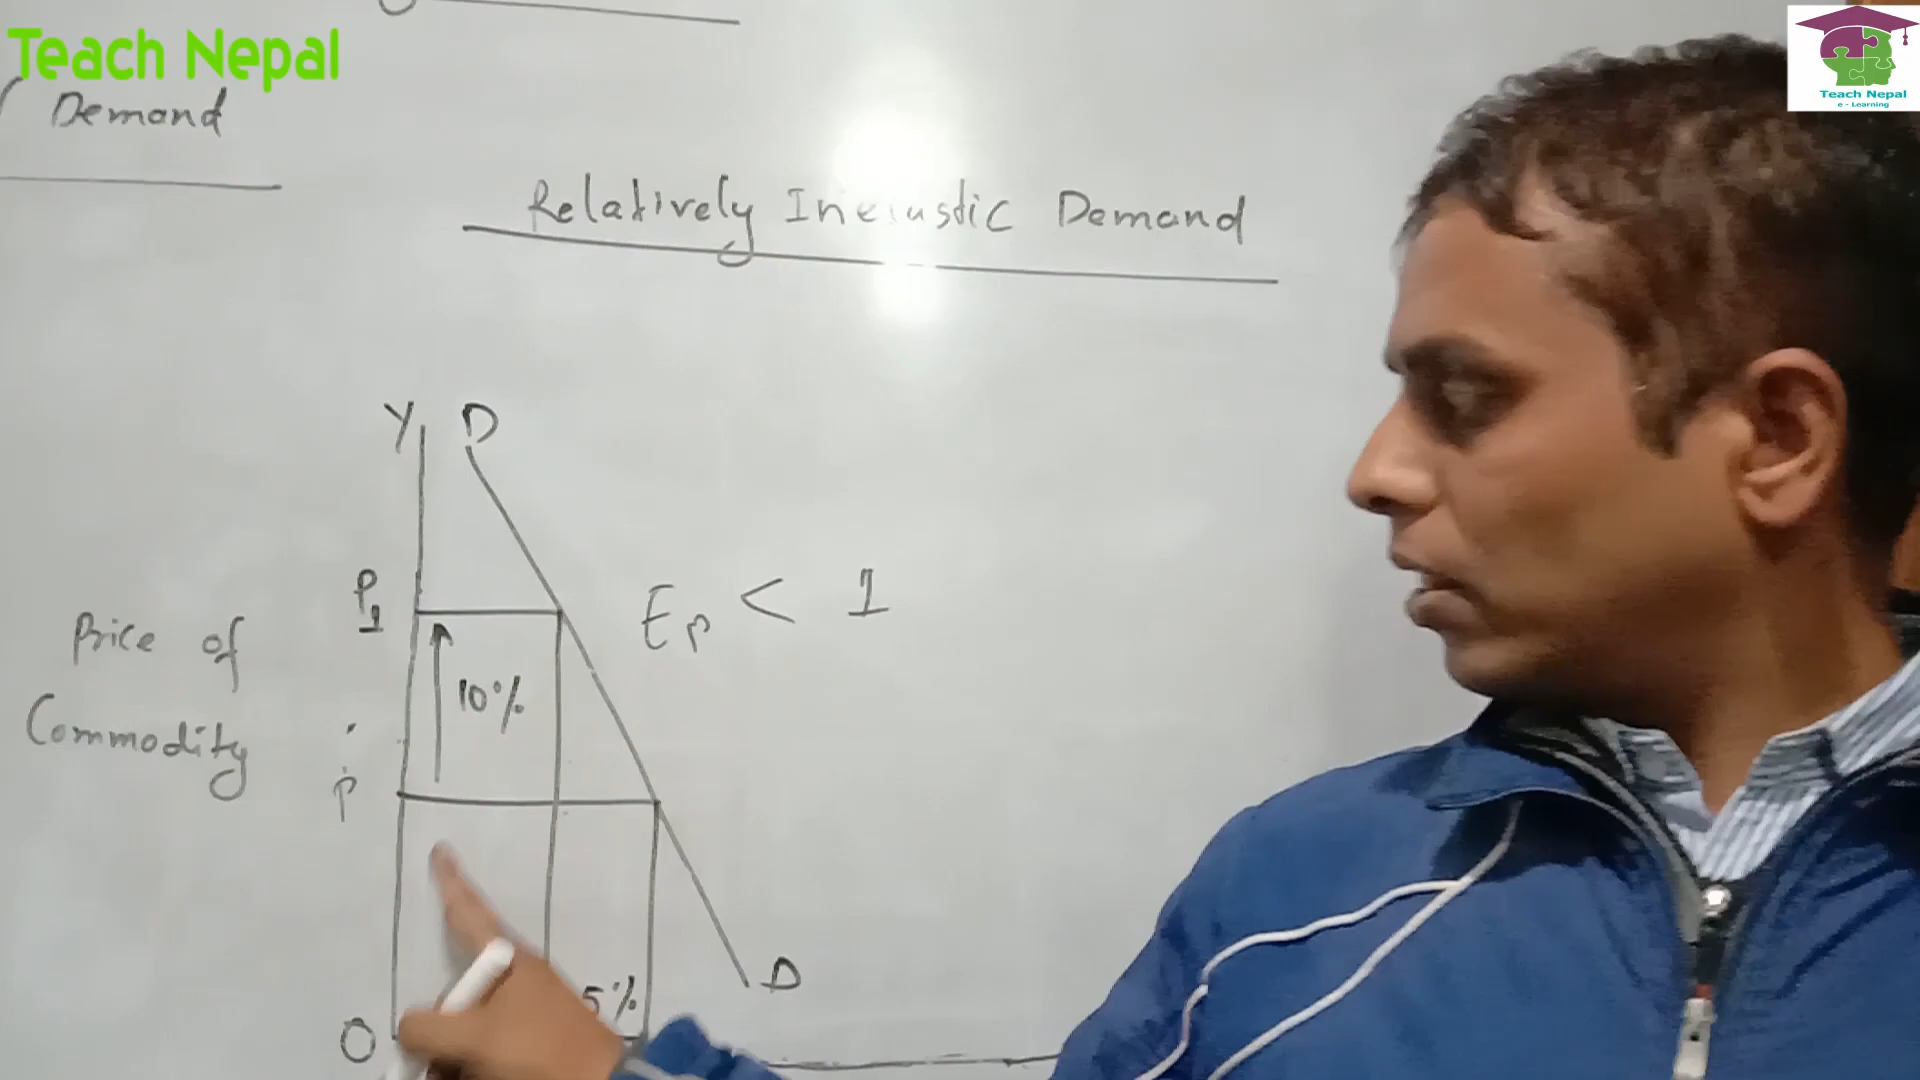 Teach Nepal
Teach Nepal
e - Learning
Demand
Relatively Inelastic Demand
Y D
P1
Ep < 1
Price of
Commodity
10%
P
D
5%
O